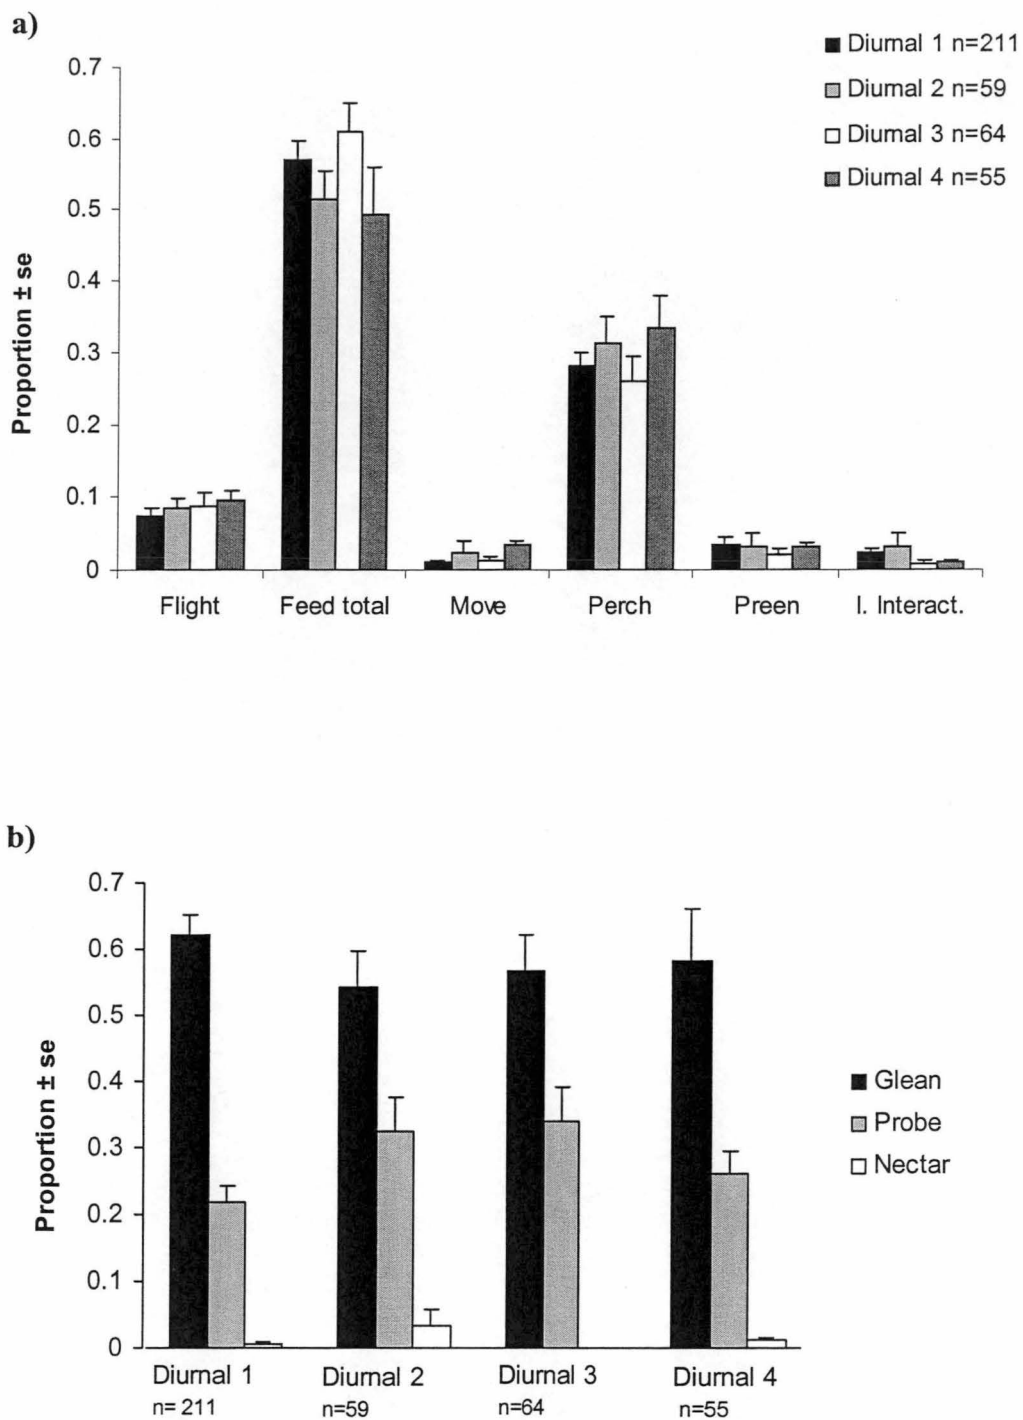 a)
Diurnal 1 n=211
Diurnal 2 n=59
Diurnal 3 n=64
Diurnal 4 n=55
Proportion ± se
0.7
0.6
0.5
0.4
0.3
0.2
0.1
0
Flight Feed total Move Perch Preen I. Interact.
b)
Proportion ± se
0.7
0.6
0.5
0.4
0.3
0.2
0.1
0
Glean
Probe
Nectar
Diurnal 1 Diurnal 2 Diurnal 3 Diurnal 4
n= 211 n=59 n=64 n=55